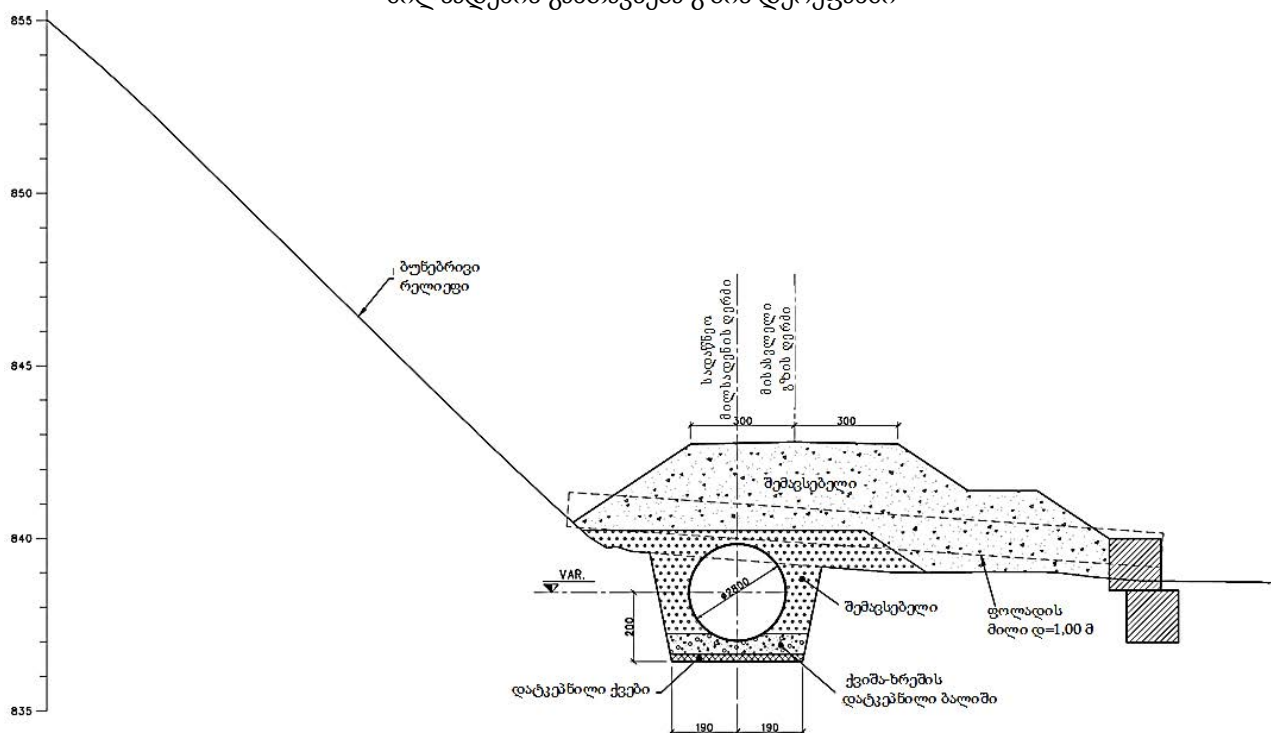 855
850
845
840
835
ბუნებრივი
რელიეფი
სადაწნეო
მილსადენის ღერძი
მისასვლელი
გზის ღერძი
300
300
შემავსებელი
VAR.
ø2800
200
შემავსებელი
ფოლადის
მილი დ=1,00 მ
დატკეპნილი ქვები
ქვიშა-ხრეშის
დატკეპნილი ბალიში
190
190